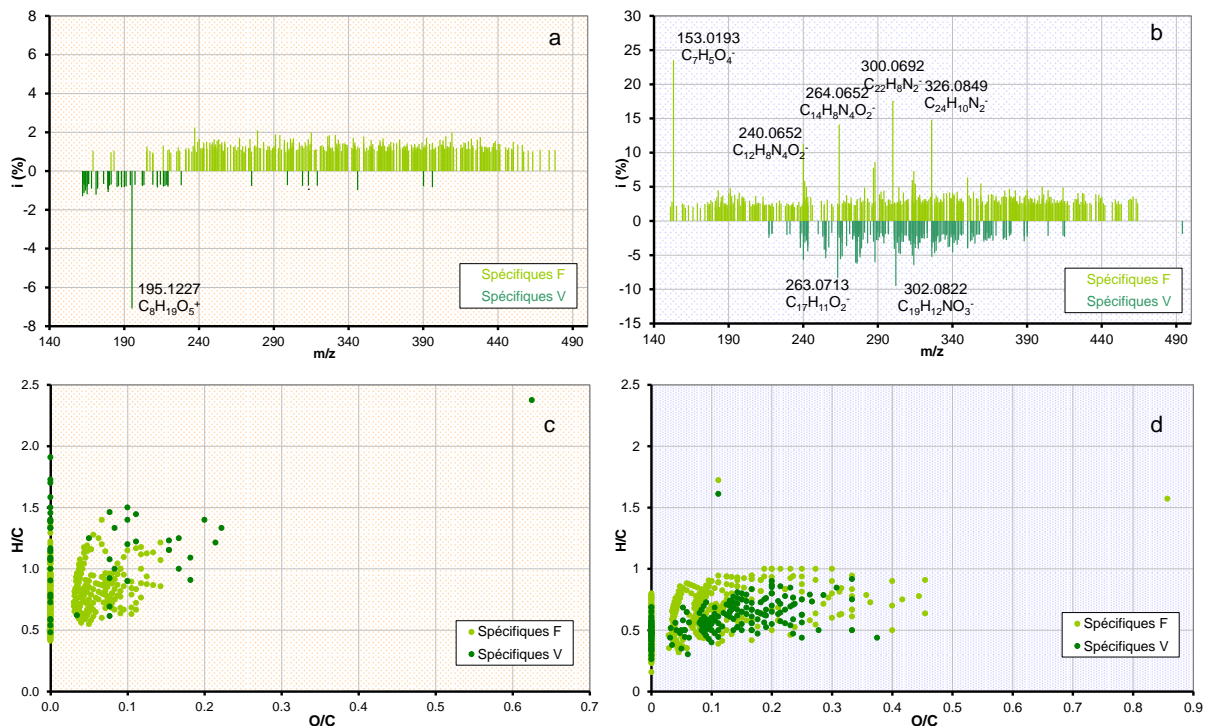 a
8
6
4
2
0
-2
-4
-6
-8
i (%)
195.1227
C₈H₁₉O₅⁺
Spécifiques F
Spécifiques V
140 190 240 290 340 390 440 490
m/z
b
30
25
20
15
10
5
0
-5
-10
-15
i (%)
153.0193
C₇H₅O₄⁻
300.0692
C₂₂H₈N₂⁻
264.0652
C₁₄H₈N₄O₂⁻
326.0849
C₂₄H₁₀N₂⁻
240.0652
C₁₂H₈N₄O₂⁻
263.0713
C₁₇H₁₁O₂⁻
302.0822
C₁₉H₁₂NO₃⁻
Spécifiques F
Spécifiques V
140 190 240 290 340 390 440 490
m/z
c
2.5
2.0
1.5
1.0
0.5
0.0
H/C
Spécifiques F
Spécifiques V
0 0.1 0.2 0.3 0.4 0.5 0.6 0.7
O/C
d
2.5
2
1.5
1
0.5
0
H/C
Spécifiques F
Spécifiques V
0 0.1 0.2 0.3 0.4 0.5 0.6 0.7 0.8 0.9
O/C